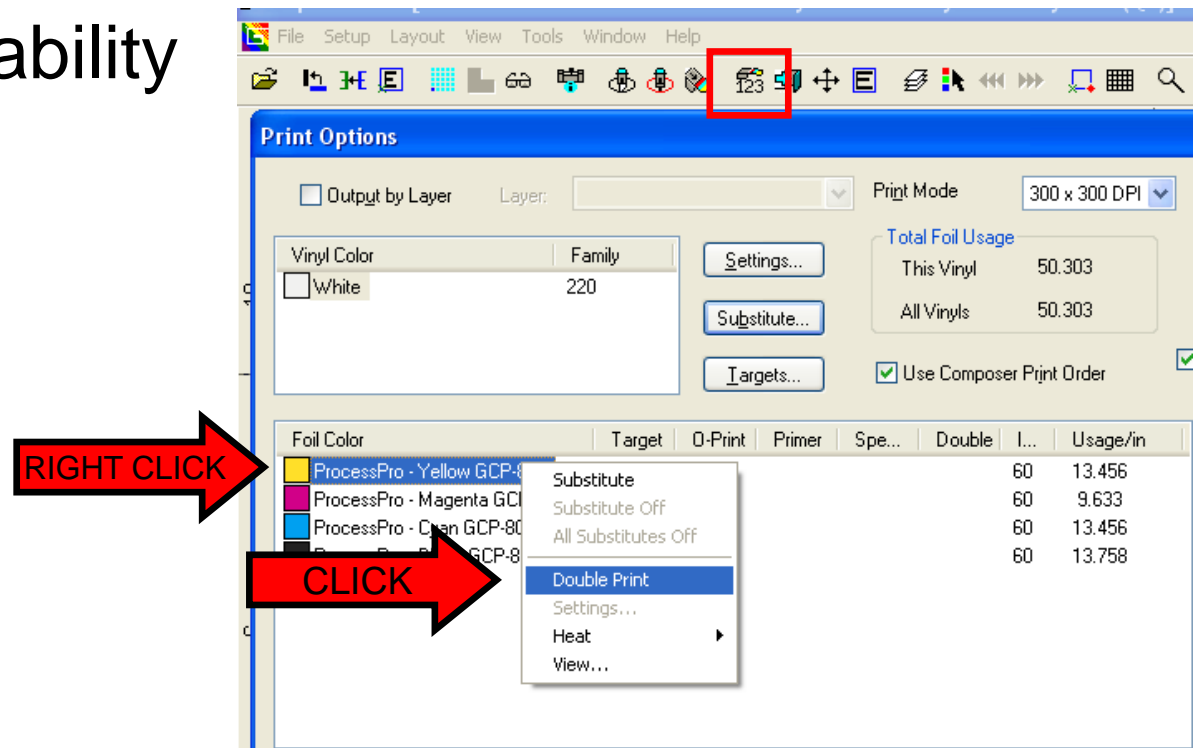 ability
File Setup Layout View Tools Window Help
123
Print Options
Output by Layer Layer: Print Mode 300 x 300 DPI
Vinyl Color Family Settings... Total Foil Usage
White 220 This Vinyl 50.303
Substitute... All Vinyls 50.303
Targets... Use Composer Print Order
Foil Color Target O-Print Primer Spe... Double I... Usage/in
RIGHT CLICK
ProcessPro - Yellow GCP-8 60 13.456
ProcessPro - Magenta GCP 60 9.633
ProcessPro - Cyan GCP-80 60 13.456
GCP-8 60 13.758
Substitute
Substitute Off
All Substitutes Off
CLICK
Double Print
Settings...
Heat
View...